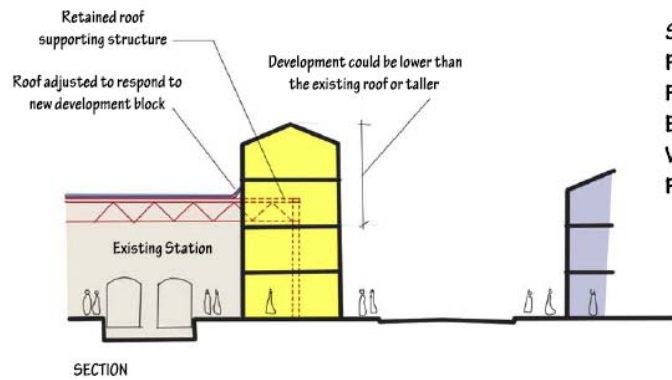 Retained roof
supporting structure
Roof adjusted to respond to
new development block
Development could be lower than
the existing roof or taller
Existing Station
SECTION